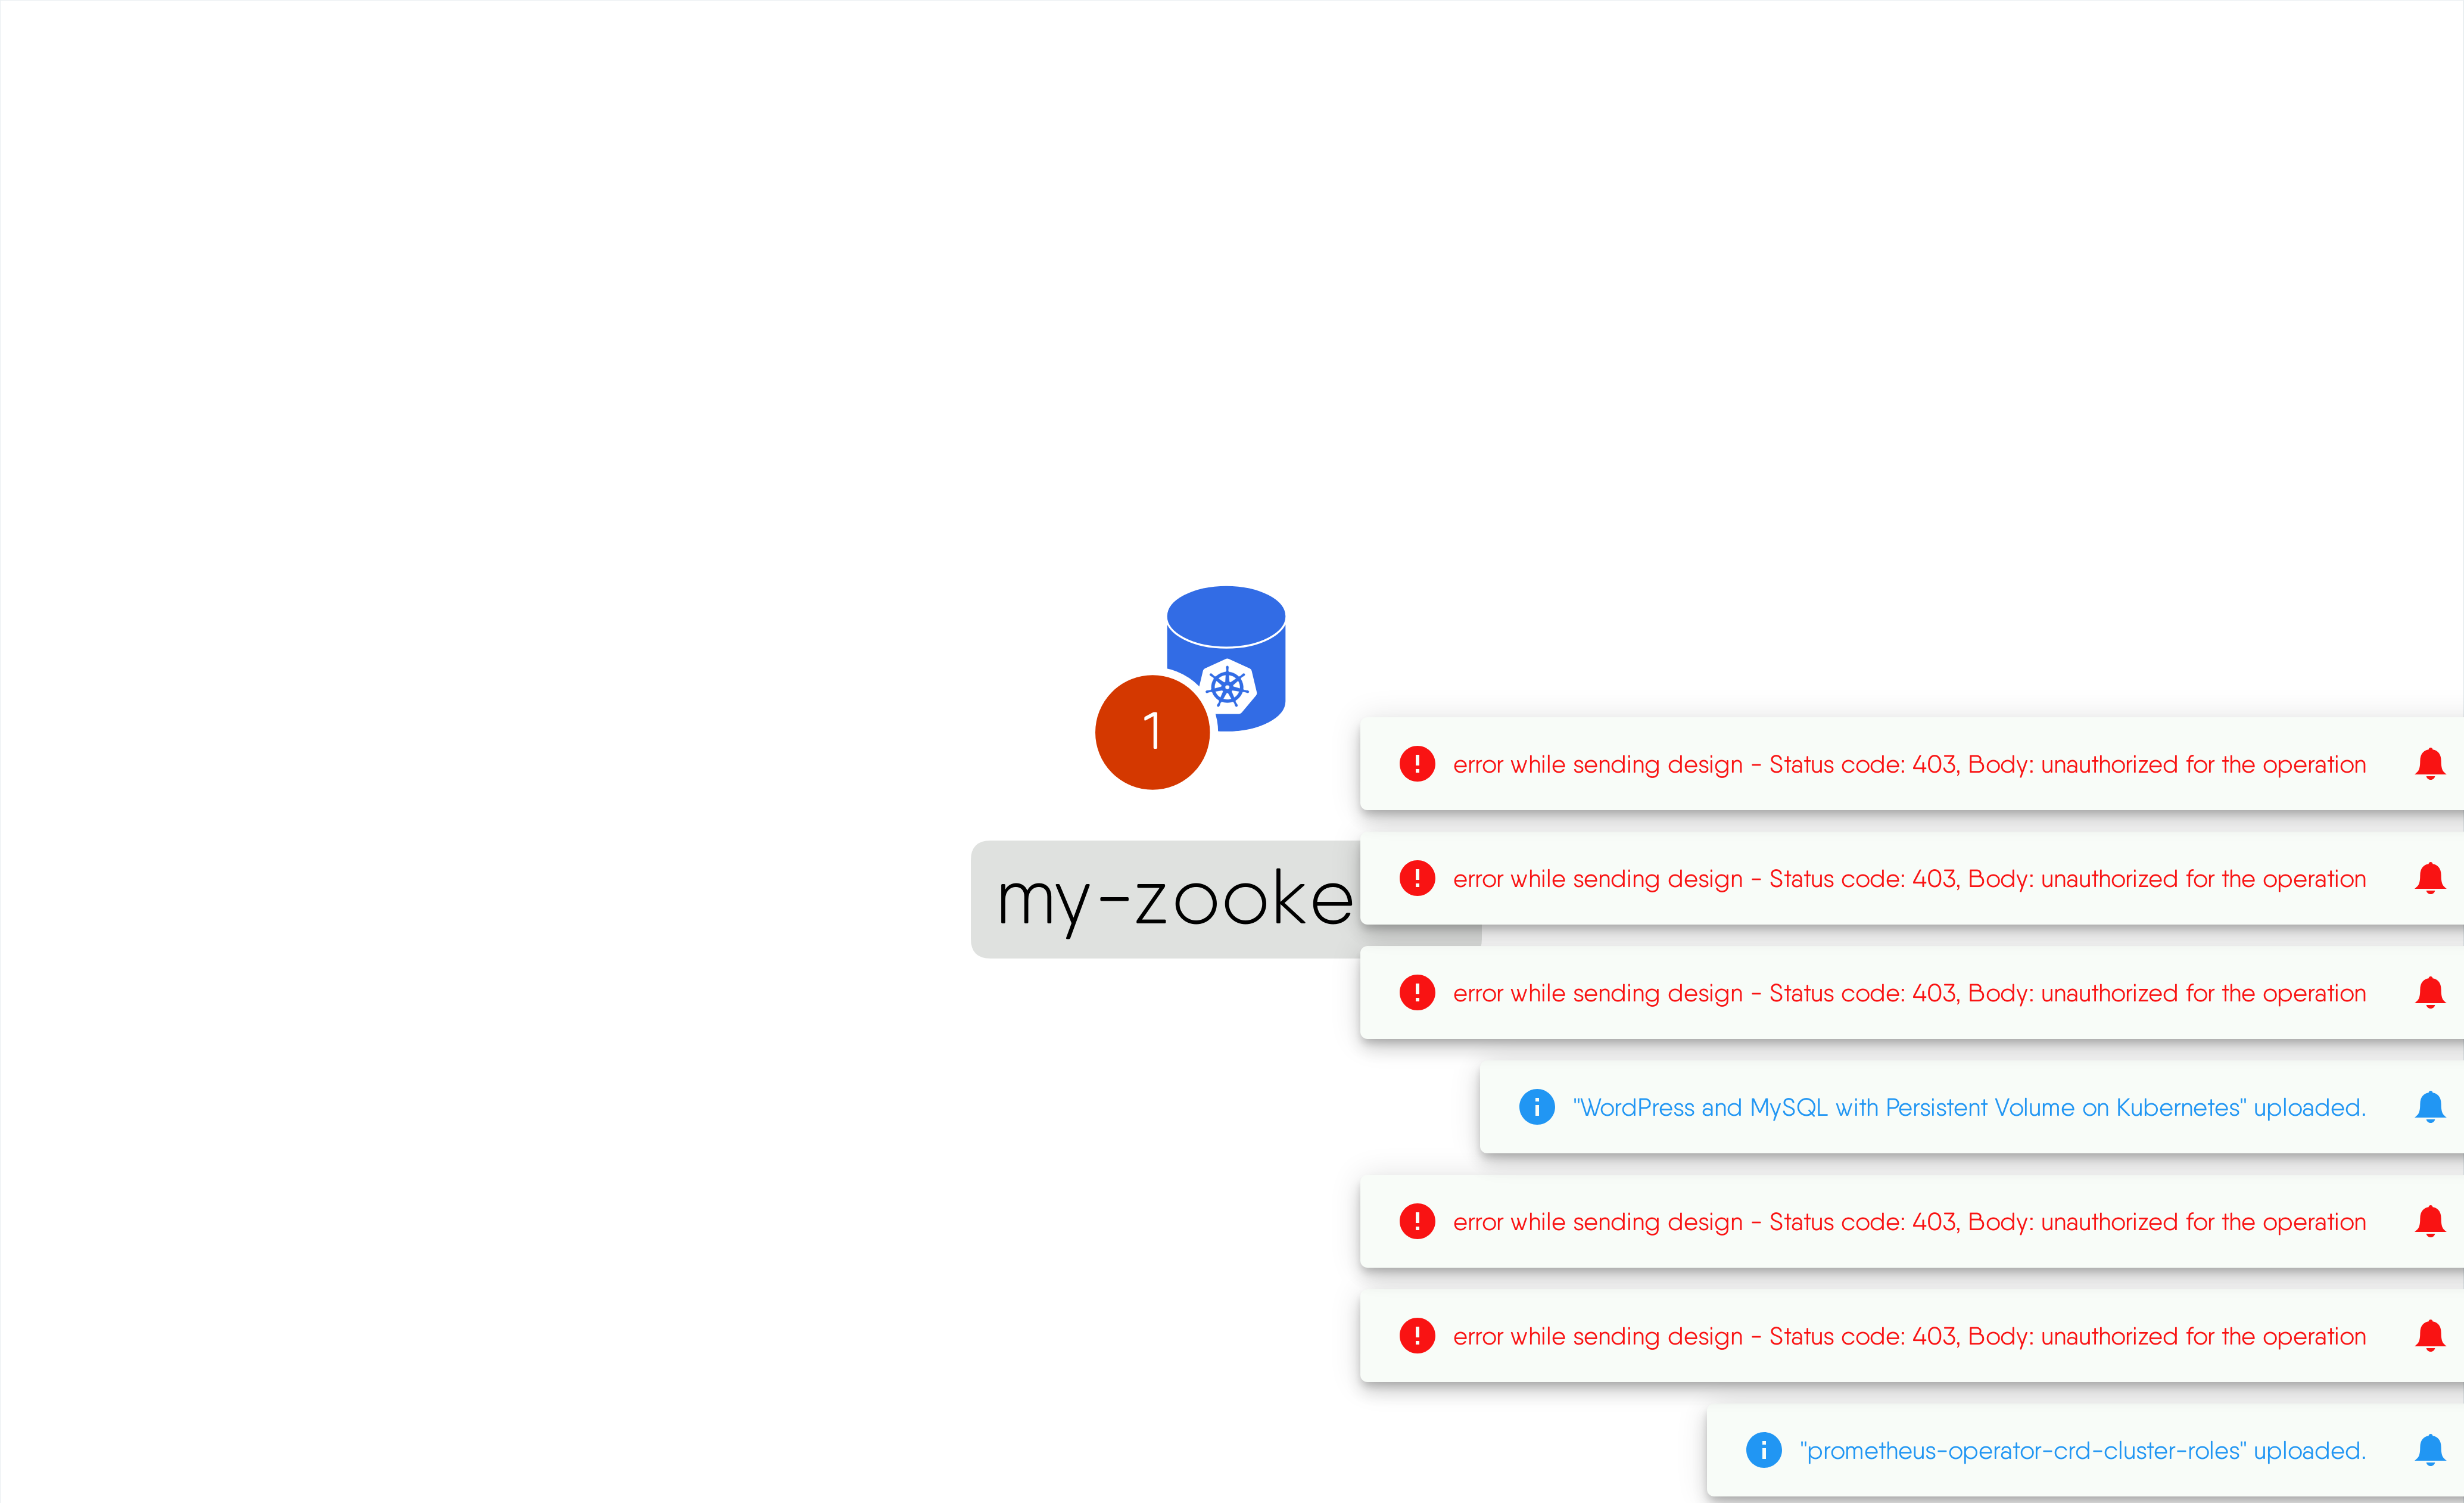 1
my-zooke
error while sending design - Status code: 403, Body: unauthorized for the operation
error while sending design - Status code: 403, Body: unauthorized for the operation
error while sending design - Status code: 403, Body: unauthorized for the operation
"WordPress and MySQL with Persistent Volume on Kubernetes" uploaded.
error while sending design - Status code: 403, Body: unauthorized for the operation
error while sending design - Status code: 403, Body: unauthorized for the operation
"prometheus-operator-crd-cluster-roles" uploaded.